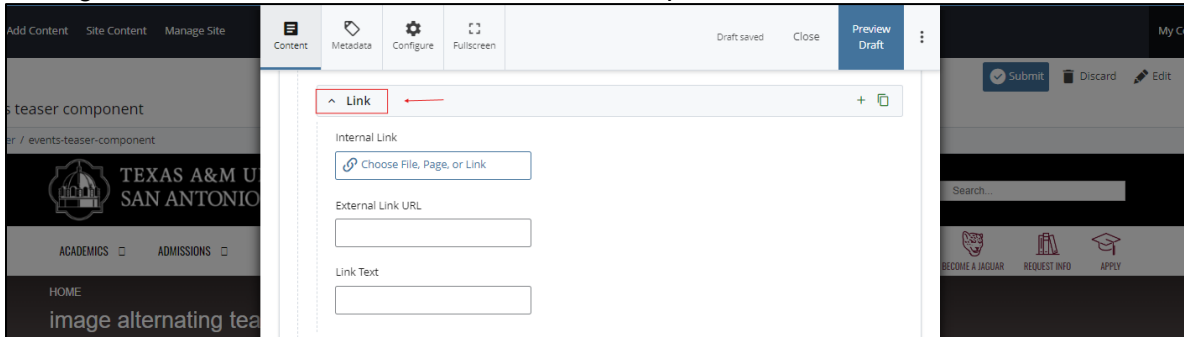 Add Content Site Content Manage Site
Content Metadata Configure Fullscreen
Draft saved Close Preview Draft
My C
Submit Discard Edit
s teaser component
Link
er / events-teaser-component
Internal Link
Choose File, Page, or Link
TEXAS A&M U
SAN ANTONIO
Search...
External Link URL
ACADEMICS ADMISSIONS
BECOME A JAGUAR REQUEST INFO APPLY
Link Text
HOME
image alternating tea